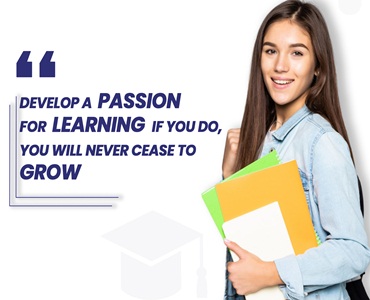 ❝
DEVELOP A PASSION
FOR LEARNING IF YOU DO,
YOU WILL NEVER CEASE TO
GROW